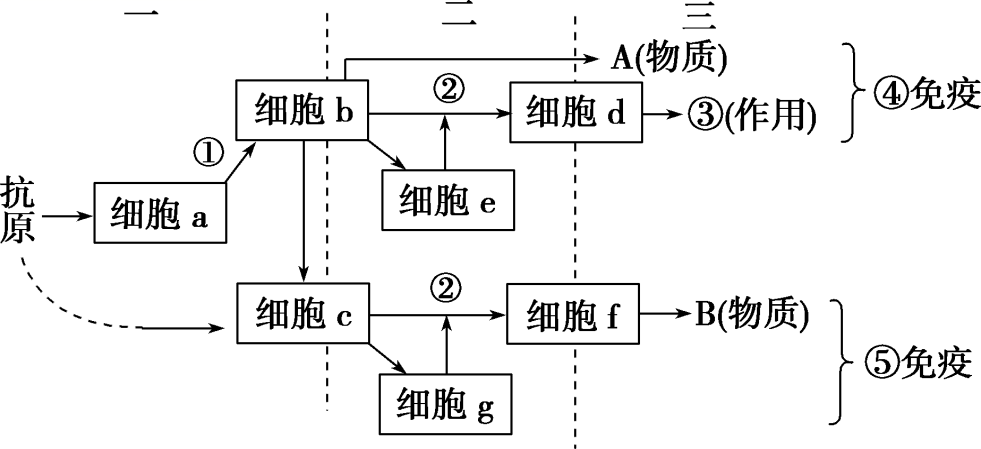 一 二 三
A(物质)
② ④免疫
细胞 b 细胞 d ③(作用)
①
抗原 细胞 a 细胞 e
②
细胞 c 细胞 f B(物质)
⑤免疫
细胞 g